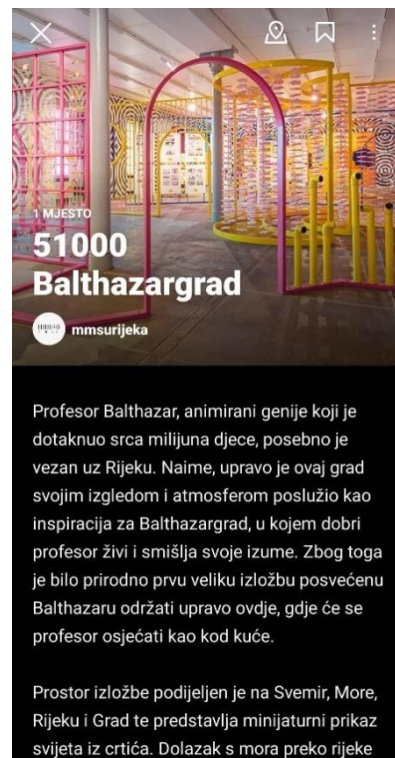 1 MJESTO
51000
Balthazargrad
mmsurijeka
Profesor Balthazar, animirani genije koji je
dotaknuo srca milijuna djece, posebno je
vezan uz Rijeku. Naime, upravo je ovaj grad
svojim izgledom i atmosferom poslužio kao
inspiracija za Balthazargrad, u kojem dobri
profesor živi i smišlja svoje izume. Zbog toga
je bilo prirodno prvu veliku izložbu posvećenu
Balthazaru održati upravo ovdje, gdje će se
profesor osjećati kao kod kuće.
Prostor izložbe podijeljen je na Svemir, More,
Rijeku i Grad te predstavlja minijaturni prikaz
svijeta iz crtića. Dolazak s mora preko rijeke